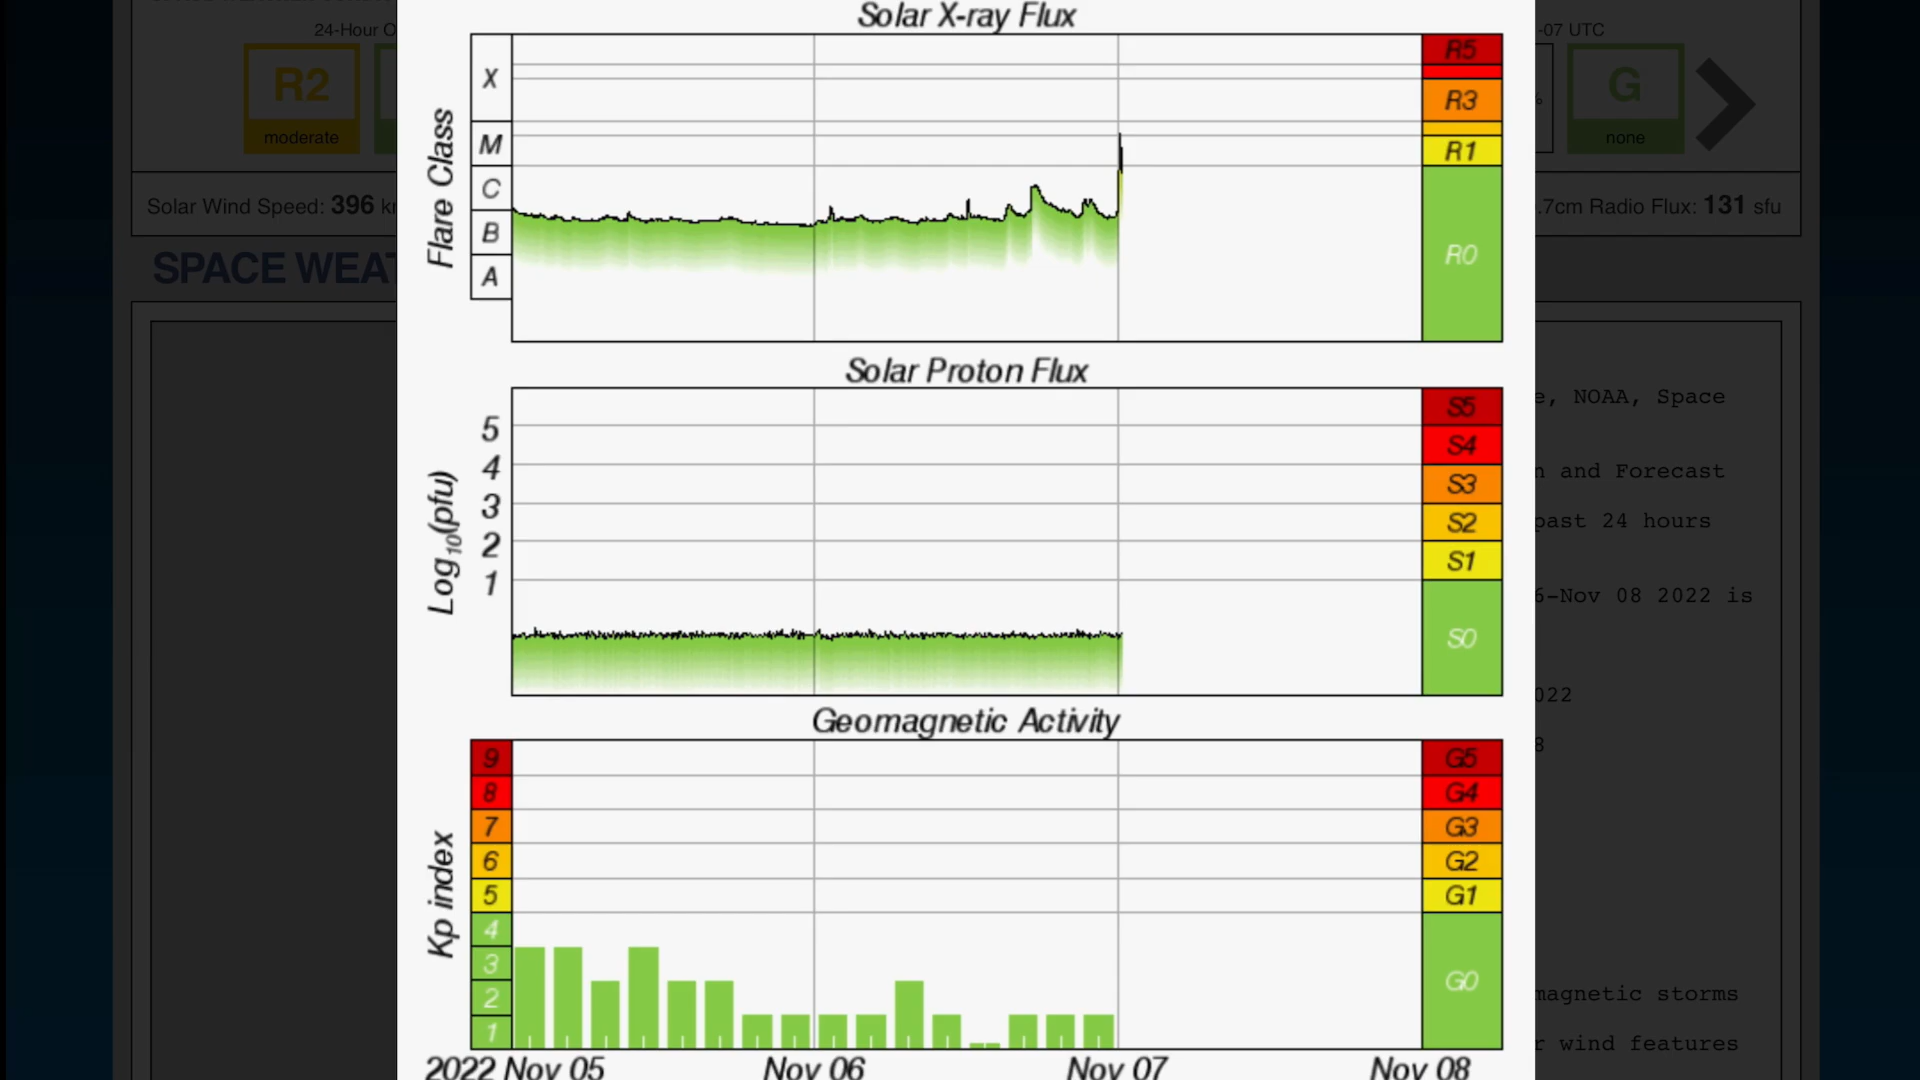 Solar X-ray Flux
24-Hour O
-07 UTC
R2
moderate
G
none
Solar Wind Speed: 396 k
.7cm Radio Flux: 131 sfu
SPACE WEA
Flare Class
X
M
C
B
A
R5
R3
R1
R0
Solar Proton Flux
Log10(pfu)
5
4
3
2
1
S5
S4
S3
S2
S1
S0
Geomagnetic Activity
Kp index
9
8
7
6
5
4
3
2
1
G5
G4
G3
G2
G1
G0
2022 Nov 05
Nov 06
Nov 07
Nov 08
e, NOAA, Space
n and Forecast
past 24 hours
6-Nov 08 2022 is
022
8
magnetic storms
r wind features